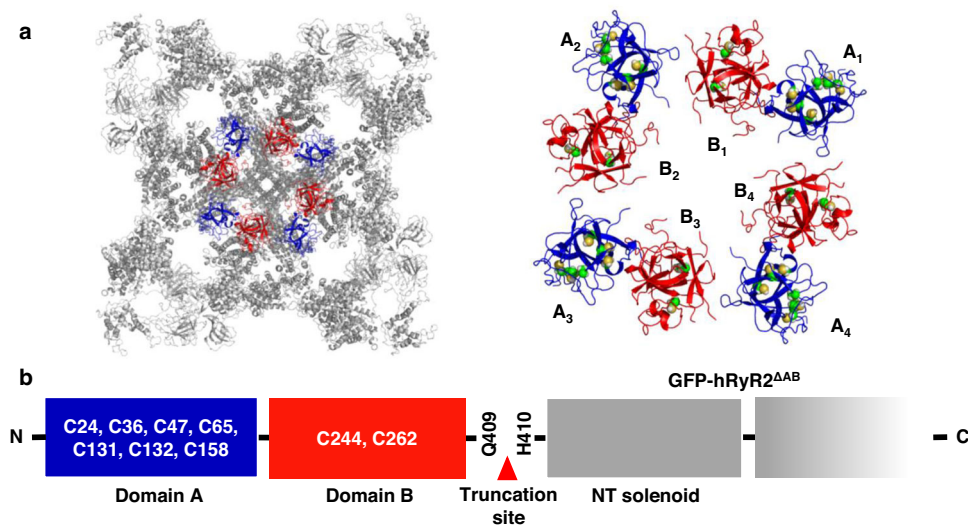 a
A2
A1
B1
B2
B4
B3
A3
A4
b
GFP-hRyR2ΔAB
N
C24, C36, C47, C65,
C131, C132, C158
C244, C262
Q409
H410
C
Domain A
Domain B
Truncation
site
NT solenoid